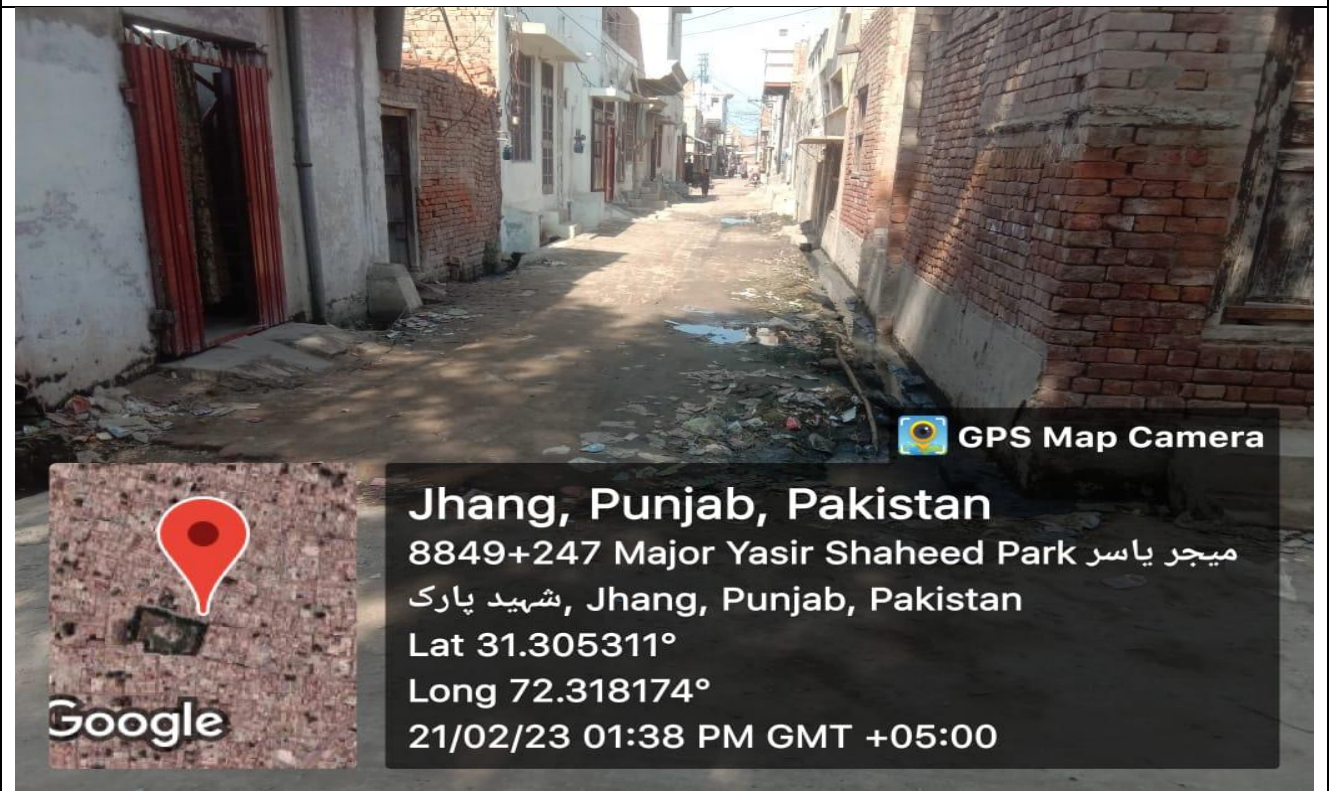 GPS Map Camera
Jhang, Punjab, Pakistan
8849+247 Major Yasir Shaheed Park میجر یاسر
شہید پارک, Jhang, Punjab, Pakistan
Lat 31.305311°
Long 72.318174°
21/02/23 01:38 PM GMT +05:00
Google